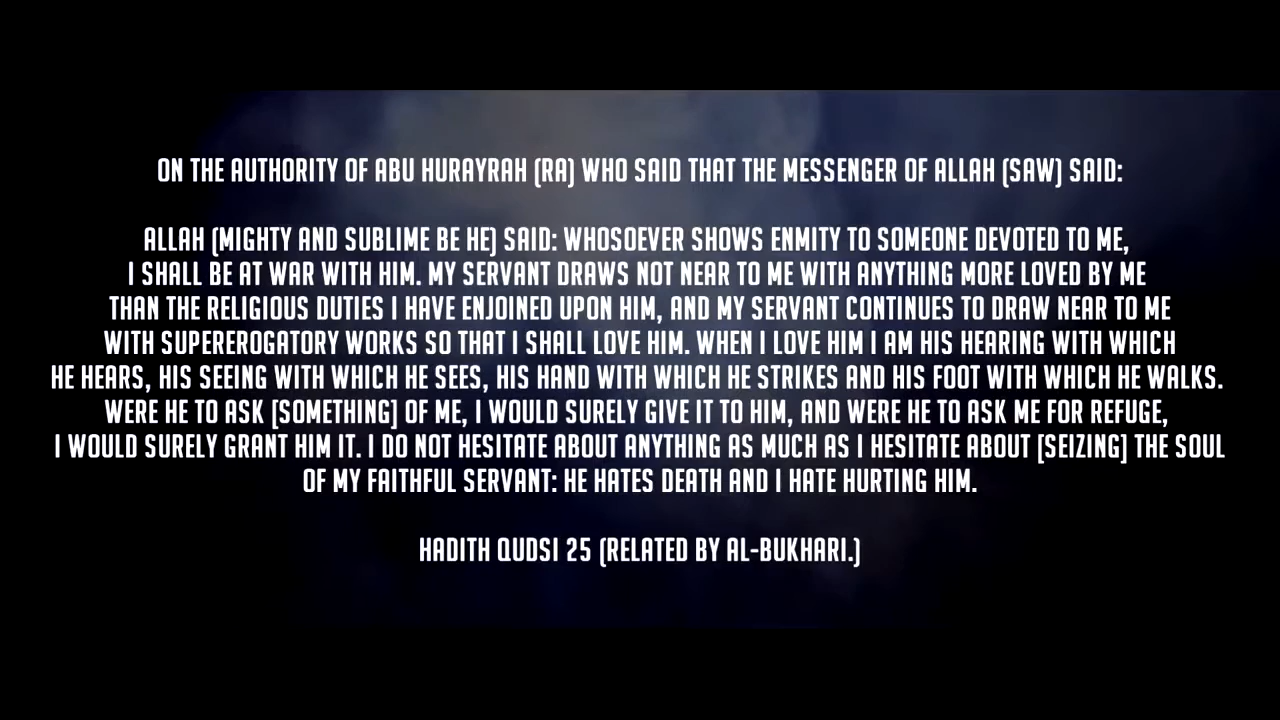 ON THE AUTHORITY OF ABU HURAYRAH (RA) WHO SAID THAT THE MESSENGER OF ALLAH (SAW) SAID:
ALLAH (MIGHTY AND SUBLIME BE HE) SAID: WHOSOEVER SHOWS ENMITY TO SOMEONE DEVOTED TO ME,
I SHALL BE AT WAR WITH HIM. MY SERVANT DRAWS NOT NEAR TO ME WITH ANYTHING MORE LOVED BY ME
THAN THE RELIGIOUS DUTIES I HAVE ENJOINED UPON HIM, AND MY SERVANT CONTINUES TO DRAW NEAR TO ME
WITH SUPEREROGATORY WORKS SO THAT I SHALL LOVE HIM. WHEN I LOVE HIM I AM HIS HEARING WITH WHICH
HE HEARS, HIS SEEING WITH WHICH HE SEES, HIS HAND WITH WHICH HE STRIKES AND HIS FOOT WITH WHICH HE WALKS.
WERE HE TO ASK [SOMETHING] OF ME, I WOULD SURELY GIVE IT TO HIM, AND WERE HE TO ASK ME FOR REFUGE,
I WOULD SURELY GRANT HIM IT. I DO NOT HESITATE ABOUT ANYTHING AS MUCH AS I HESITATE ABOUT [SEIZING] THE SOUL
OF MY FAITHFUL SERVANT: HE HATES DEATH AND I HATE HURTING HIM.
HADITH QUDSI 25 (RELATED BY AL-BUKHARI.)